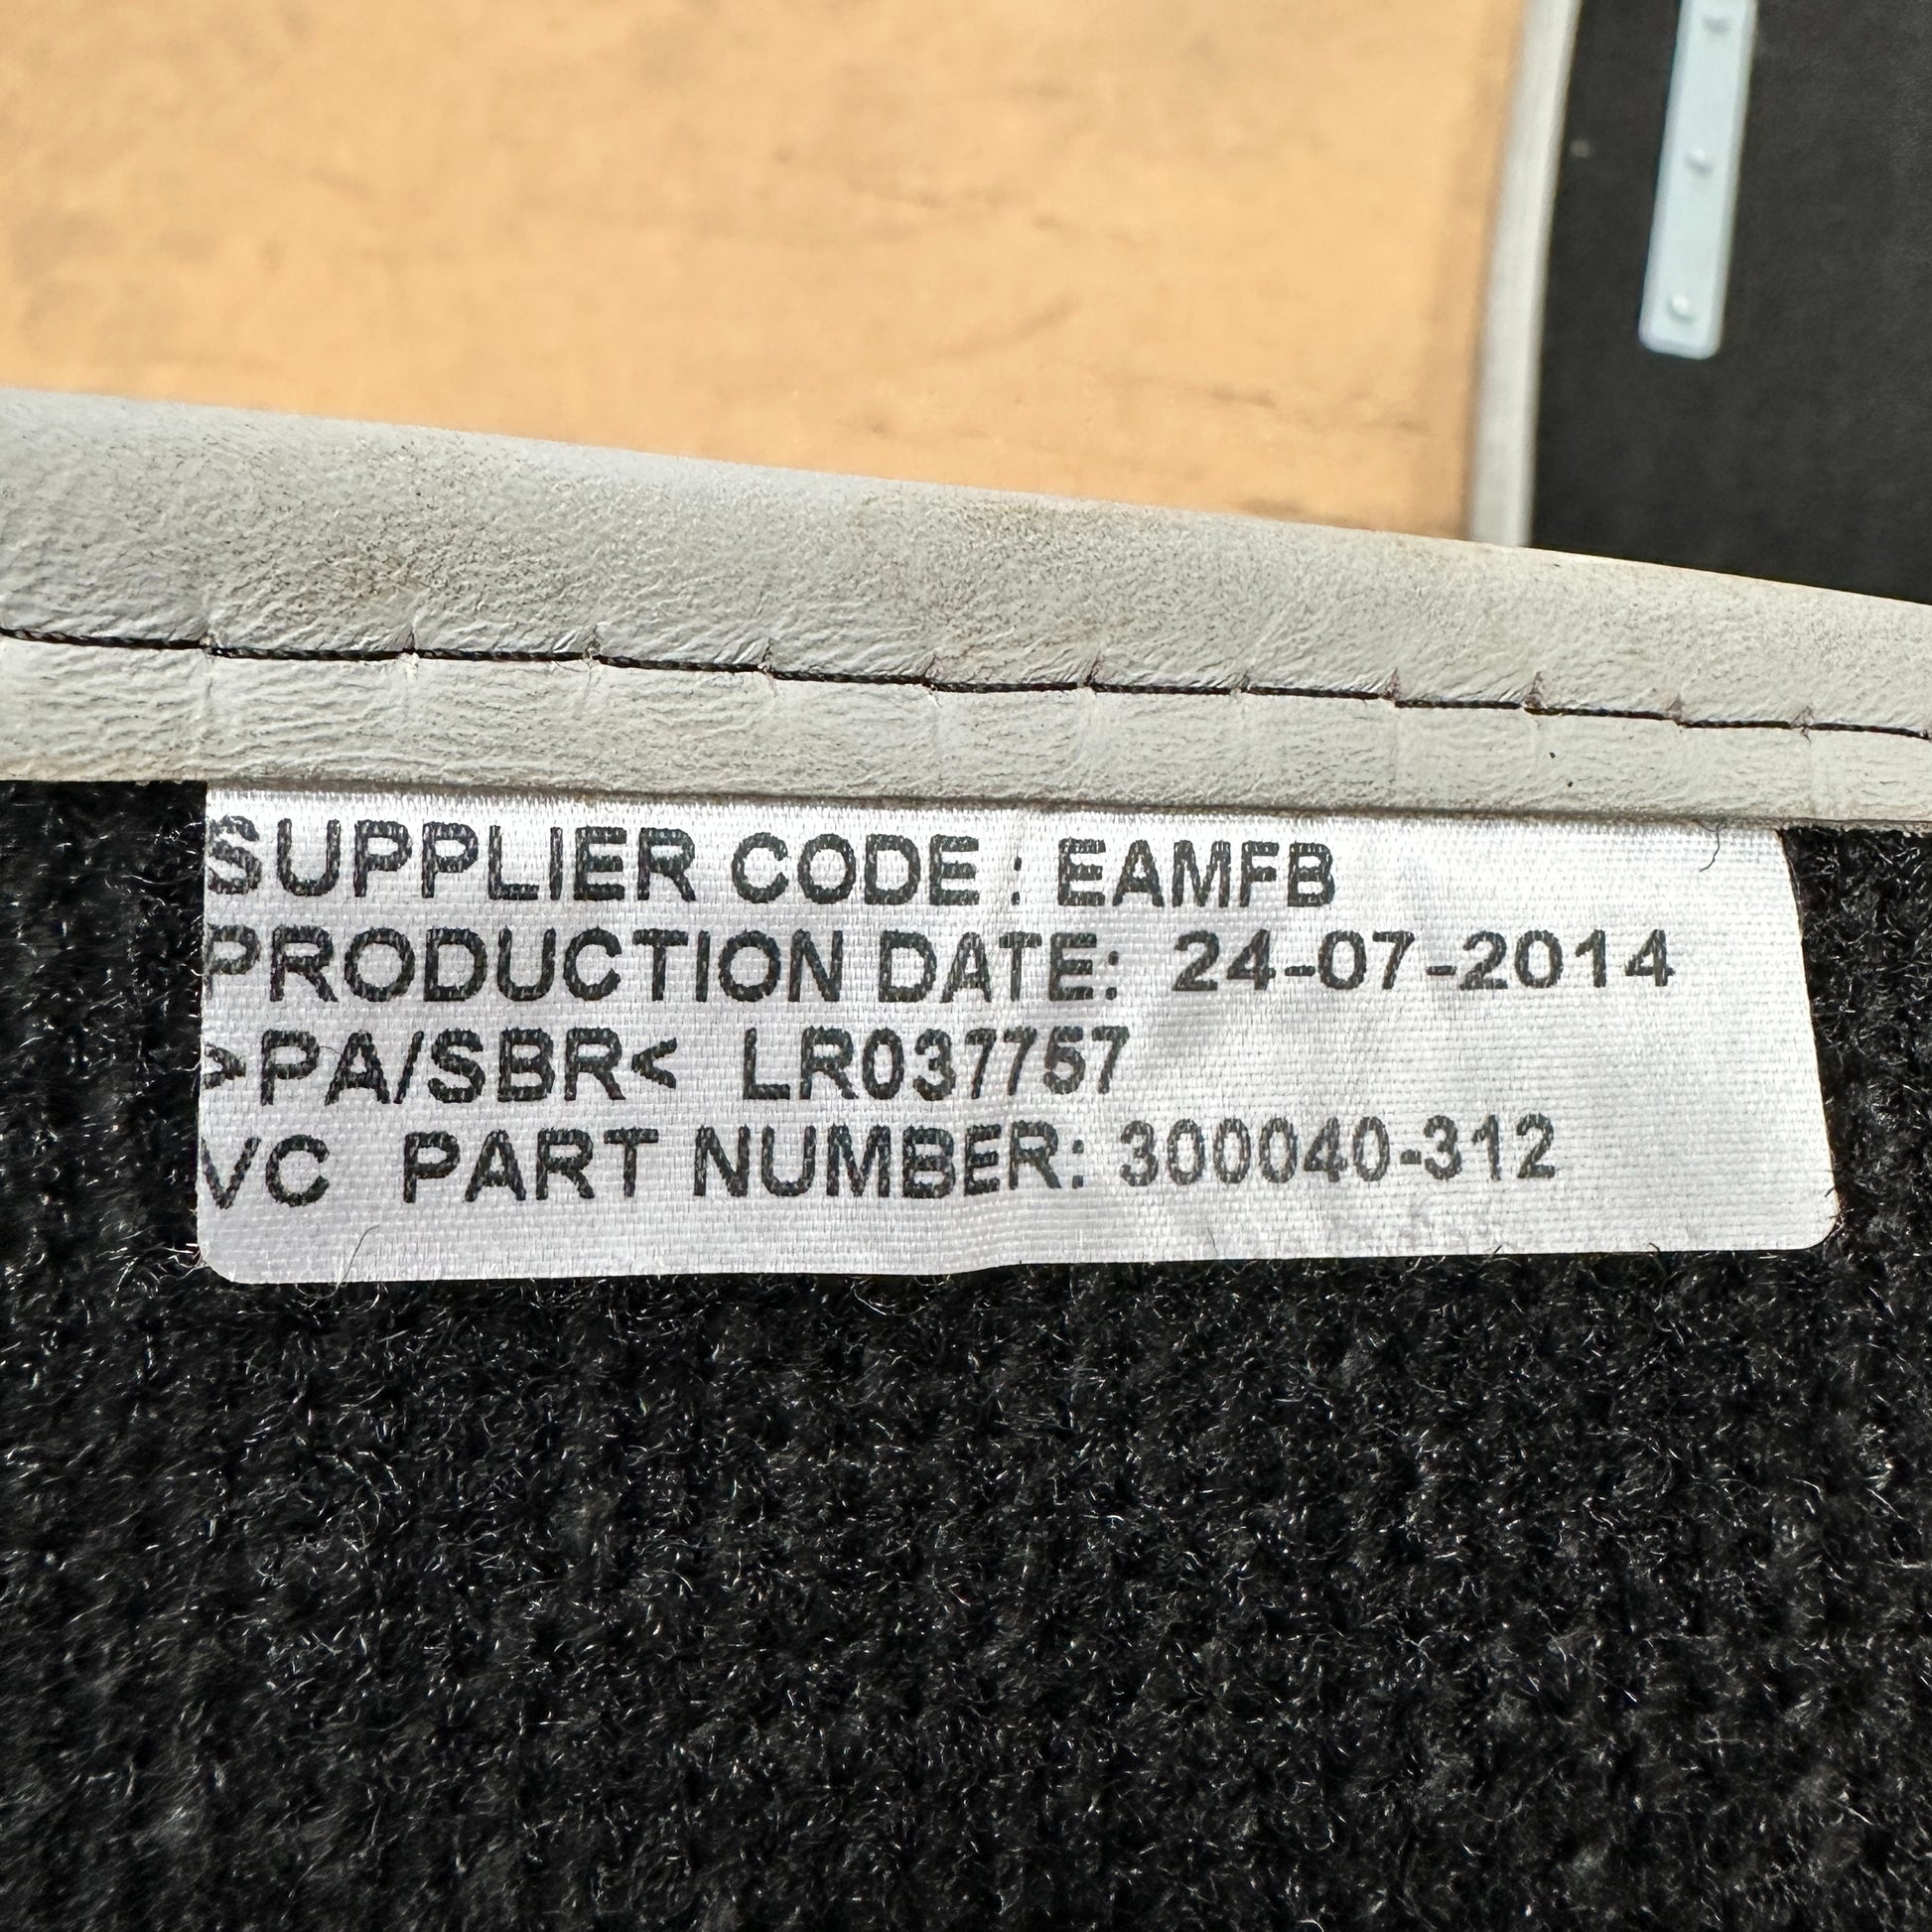 SUPPLIER CODE : EAMFB
PRODUCTION DATE: 24-07-2014
>PA/SBR< LR037757
VC PART NUMBER: 300040-312